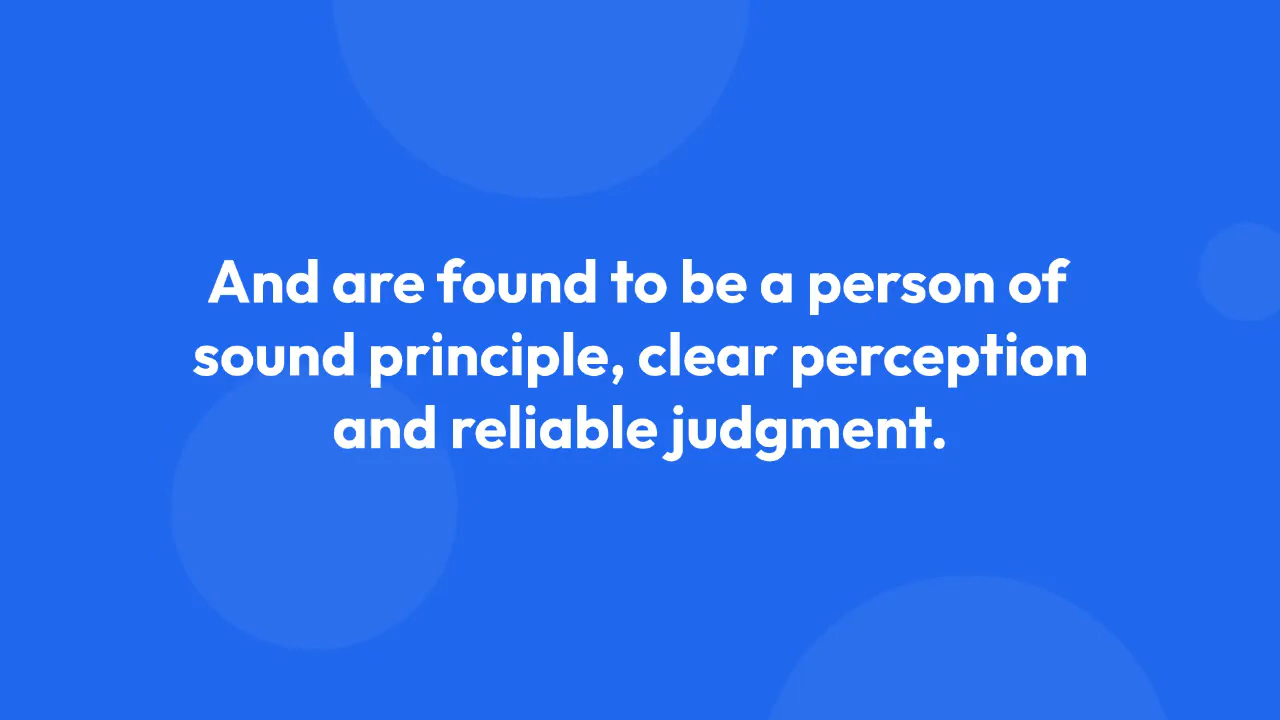 And are found to be a person of
sound principle, clear perception
and reliable judgment.